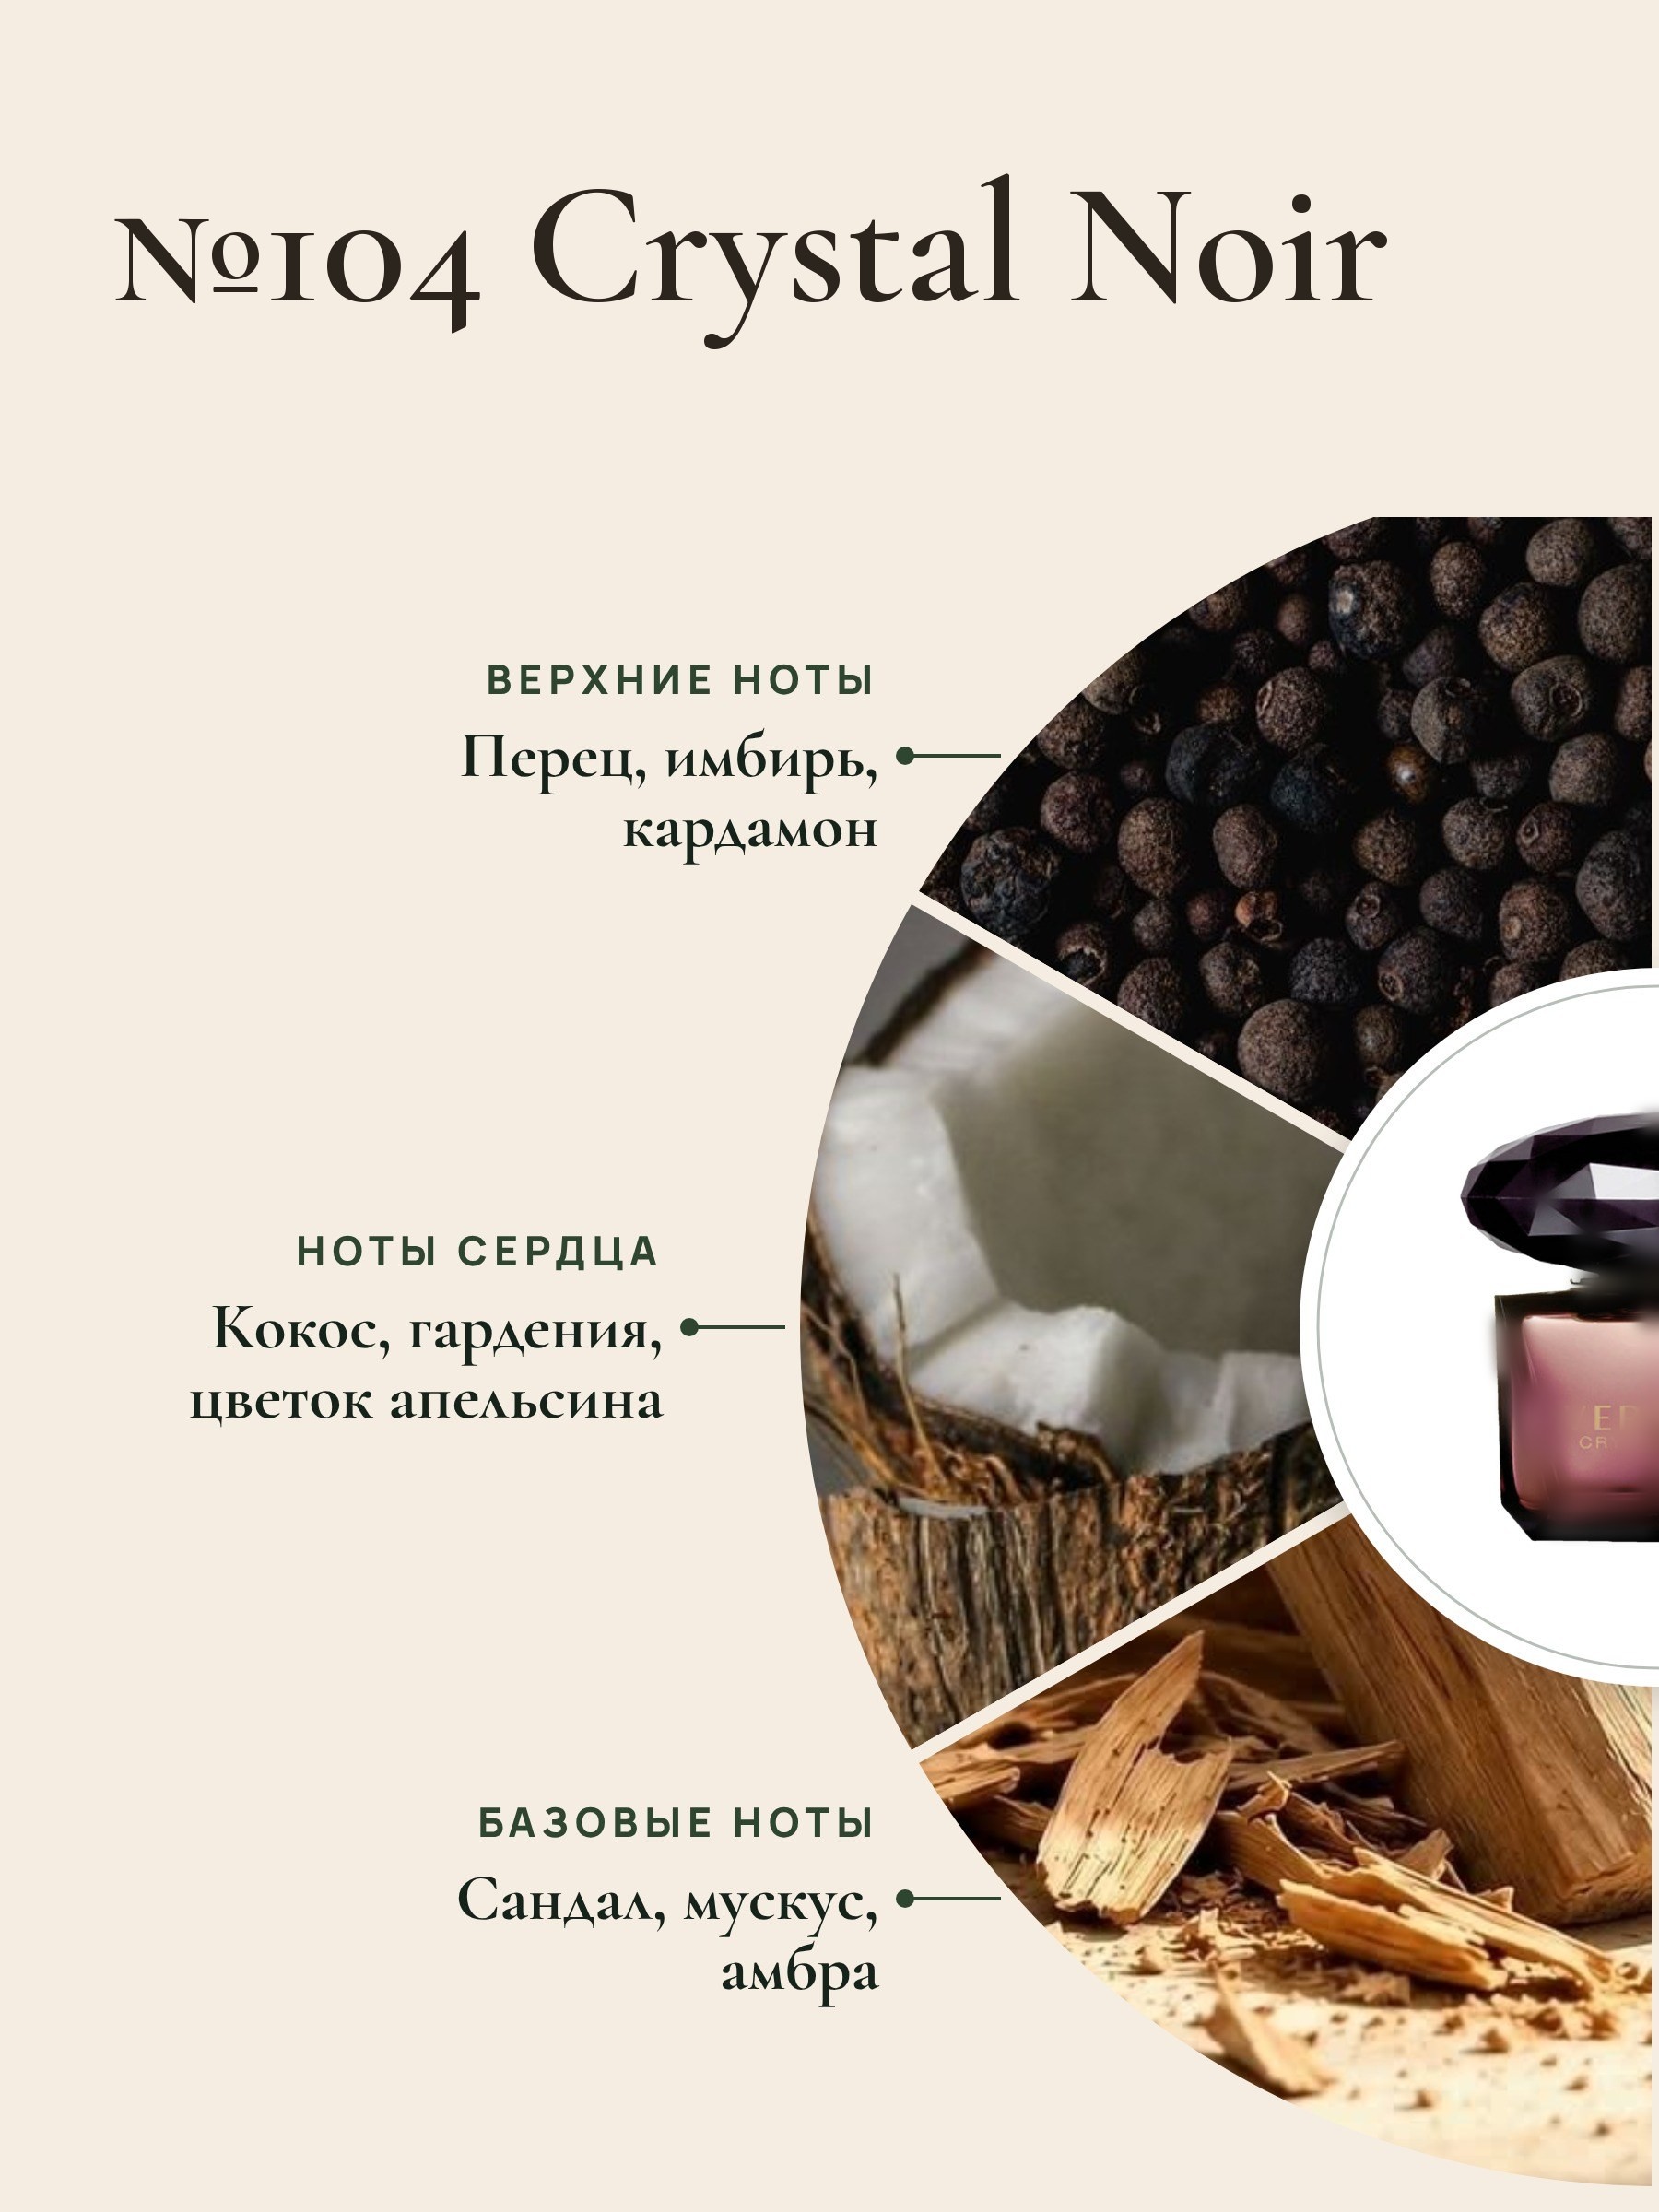 №104 Crystal Noir
ВЕРХНИЕ НОТЫ
Перец, имбирь,
кардамон
НОТЫ СЕРДЦА
Кокос, гардения,
цветок апельсина
БАЗОВЫЕ НОТЫ
Сандал, мускус,
амбра